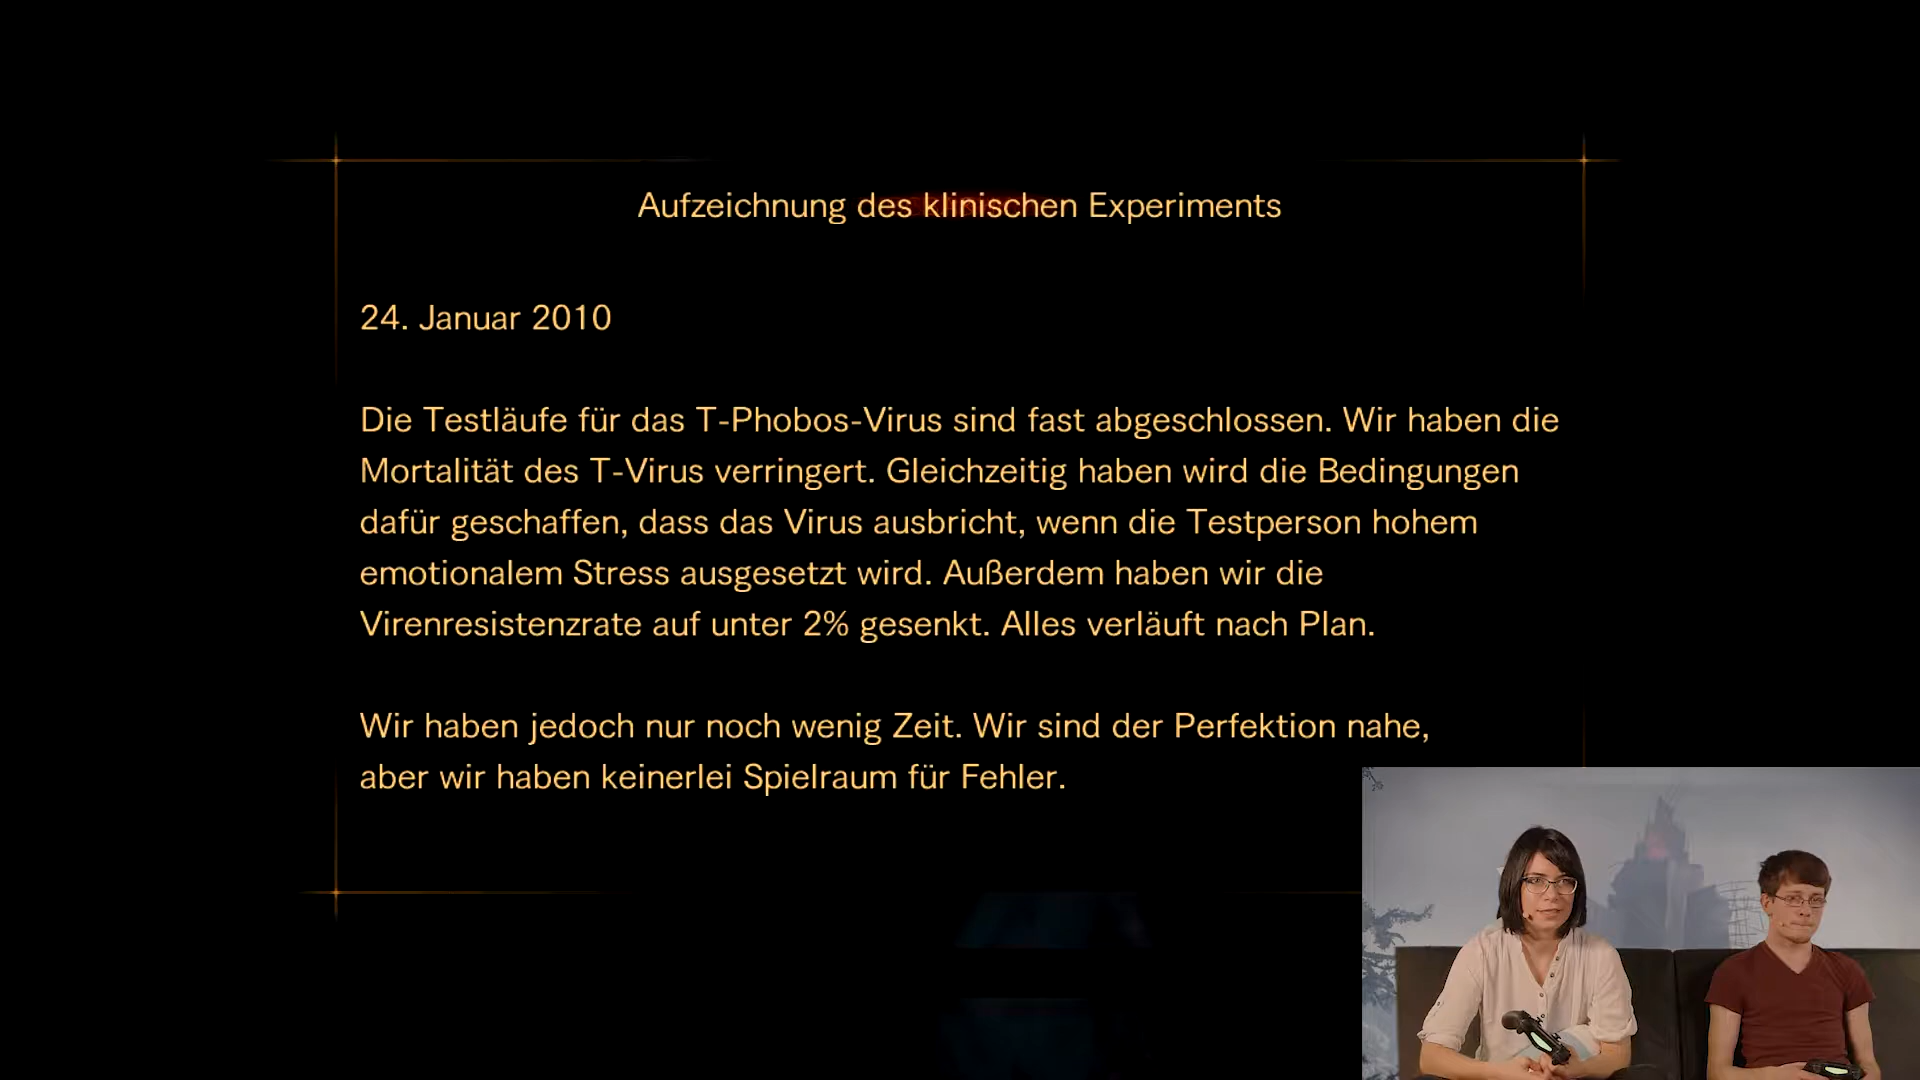 Aufzeichnung des klinischen Experiments
24. Januar 2010
Die Testläufe für das T-Phobos-Virus sind fast abgeschlossen. Wir haben die
Mortalität des T-Virus verringert. Gleichzeitig haben wird die Bedingungen
dafür geschaffen, dass das Virus ausbricht, wenn die Testperson hohem
emotionalem Stress ausgesetzt wird. Außerdem haben wir die
Virenresistenzrate auf unter 2% gesenkt. Alles verläuft nach Plan.
Wir haben jedoch nur noch wenig Zeit. Wir sind der Perfektion nahe,
aber wir haben keinerlei Spielraum für Fehler.